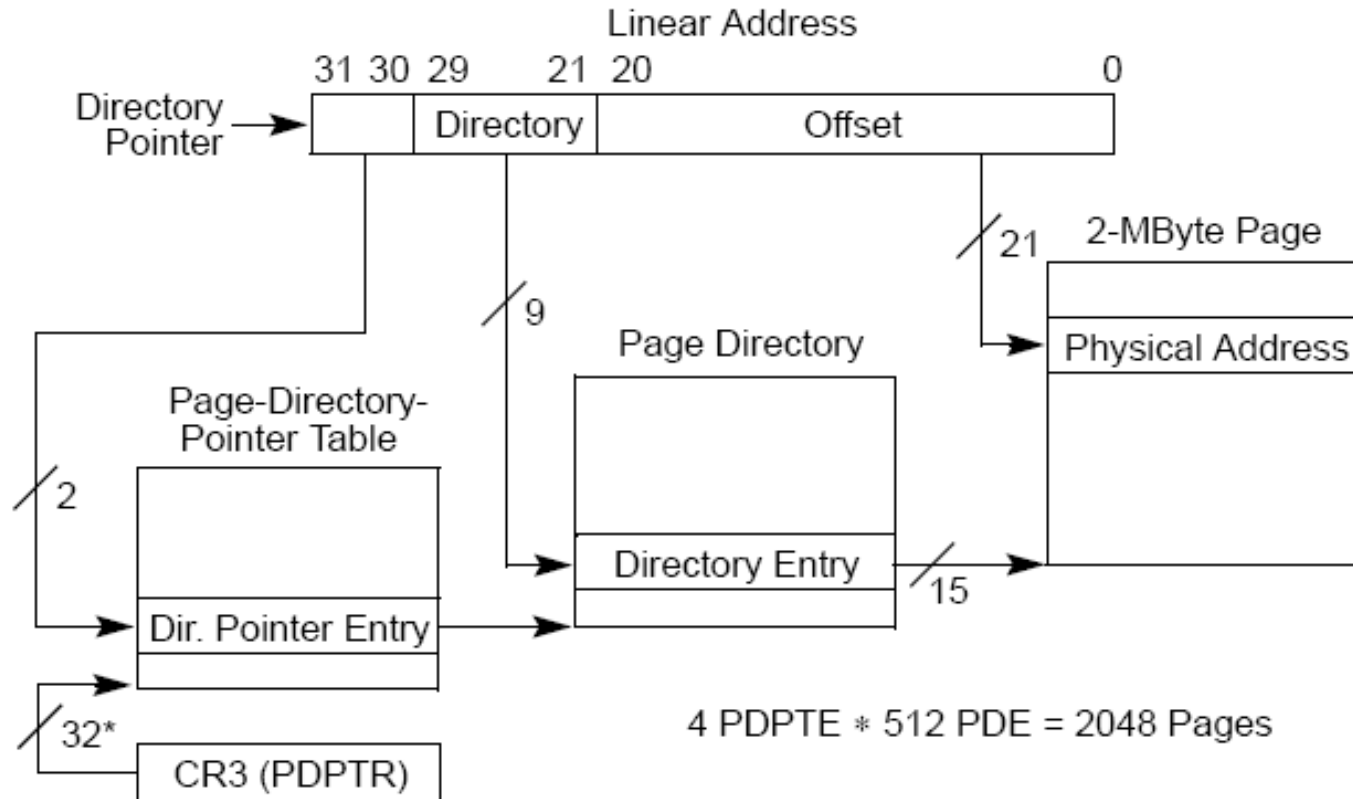 Linear Address
31 30 29 21 20 0
Directory
Pointer
Directory
Offset
21
2-MByte Page
9
Page Directory
Physical Address
Page-Directory-
Pointer Table
2
Directory Entry
15
Dir. Pointer Entry
32*
4 PDPTE * 512 PDE = 2048 Pages
CR3 (PDPTR)